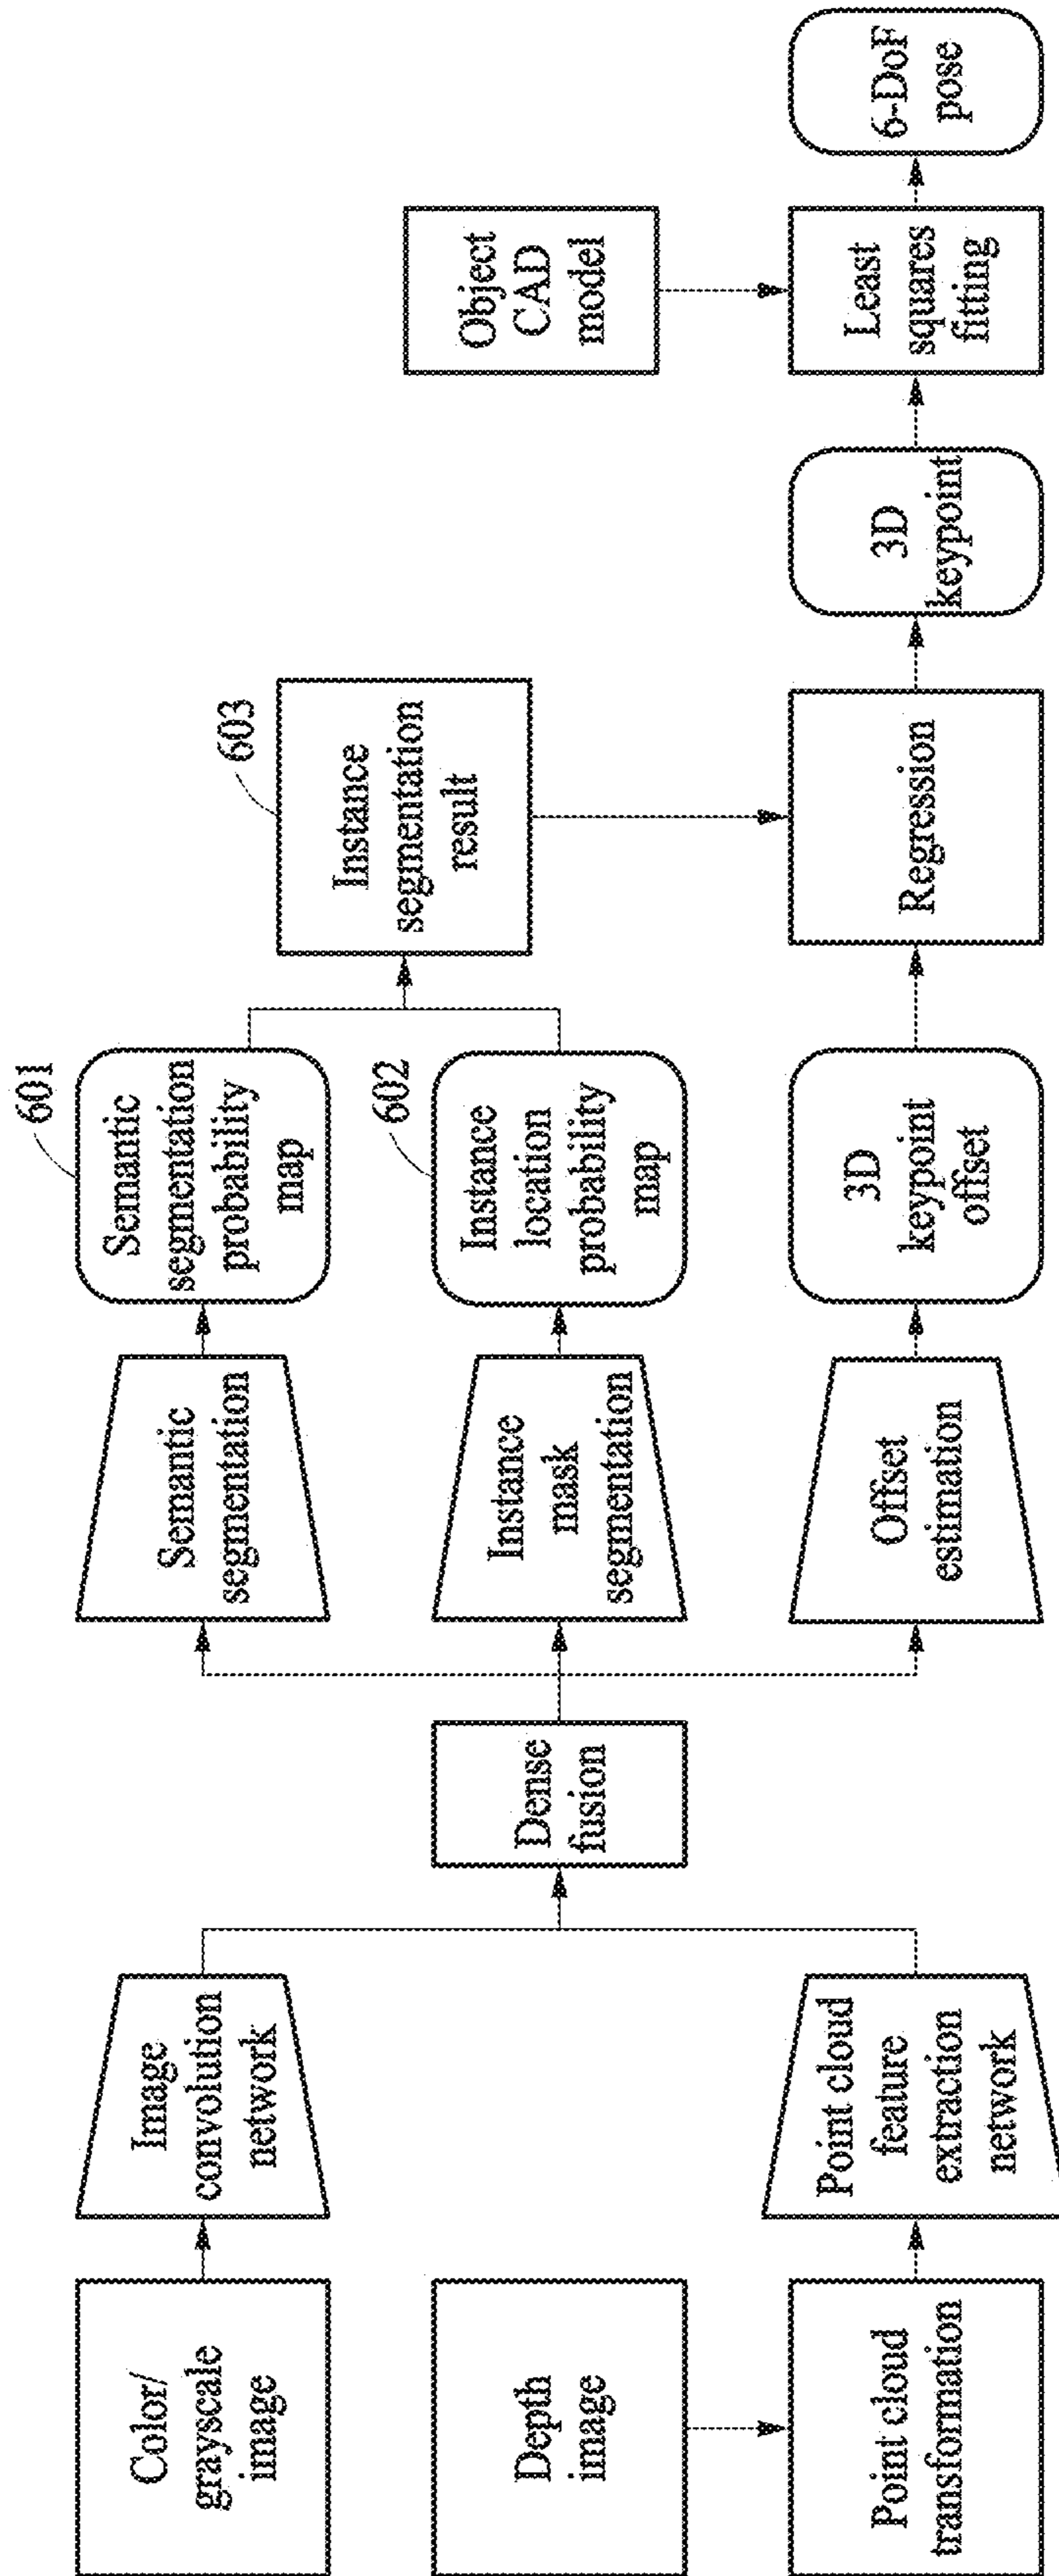 Color/
grayscale
image
Image
convolution
network
Depth
image
Point cloud
transformation
Point cloud
feature
extraction
network
Dense
fusion
Semantic
segmentation
Instance
mask
segmentation
Offset
estimation
601
Semantic
segmentation
probability
map
602
Instance
location
probability
map
3D
keypoint
offset
603
Instance
segmentation
result
Regression
3D
keypoint
Object
CAD
model
Least
squares
fitting
6-DoF
pose